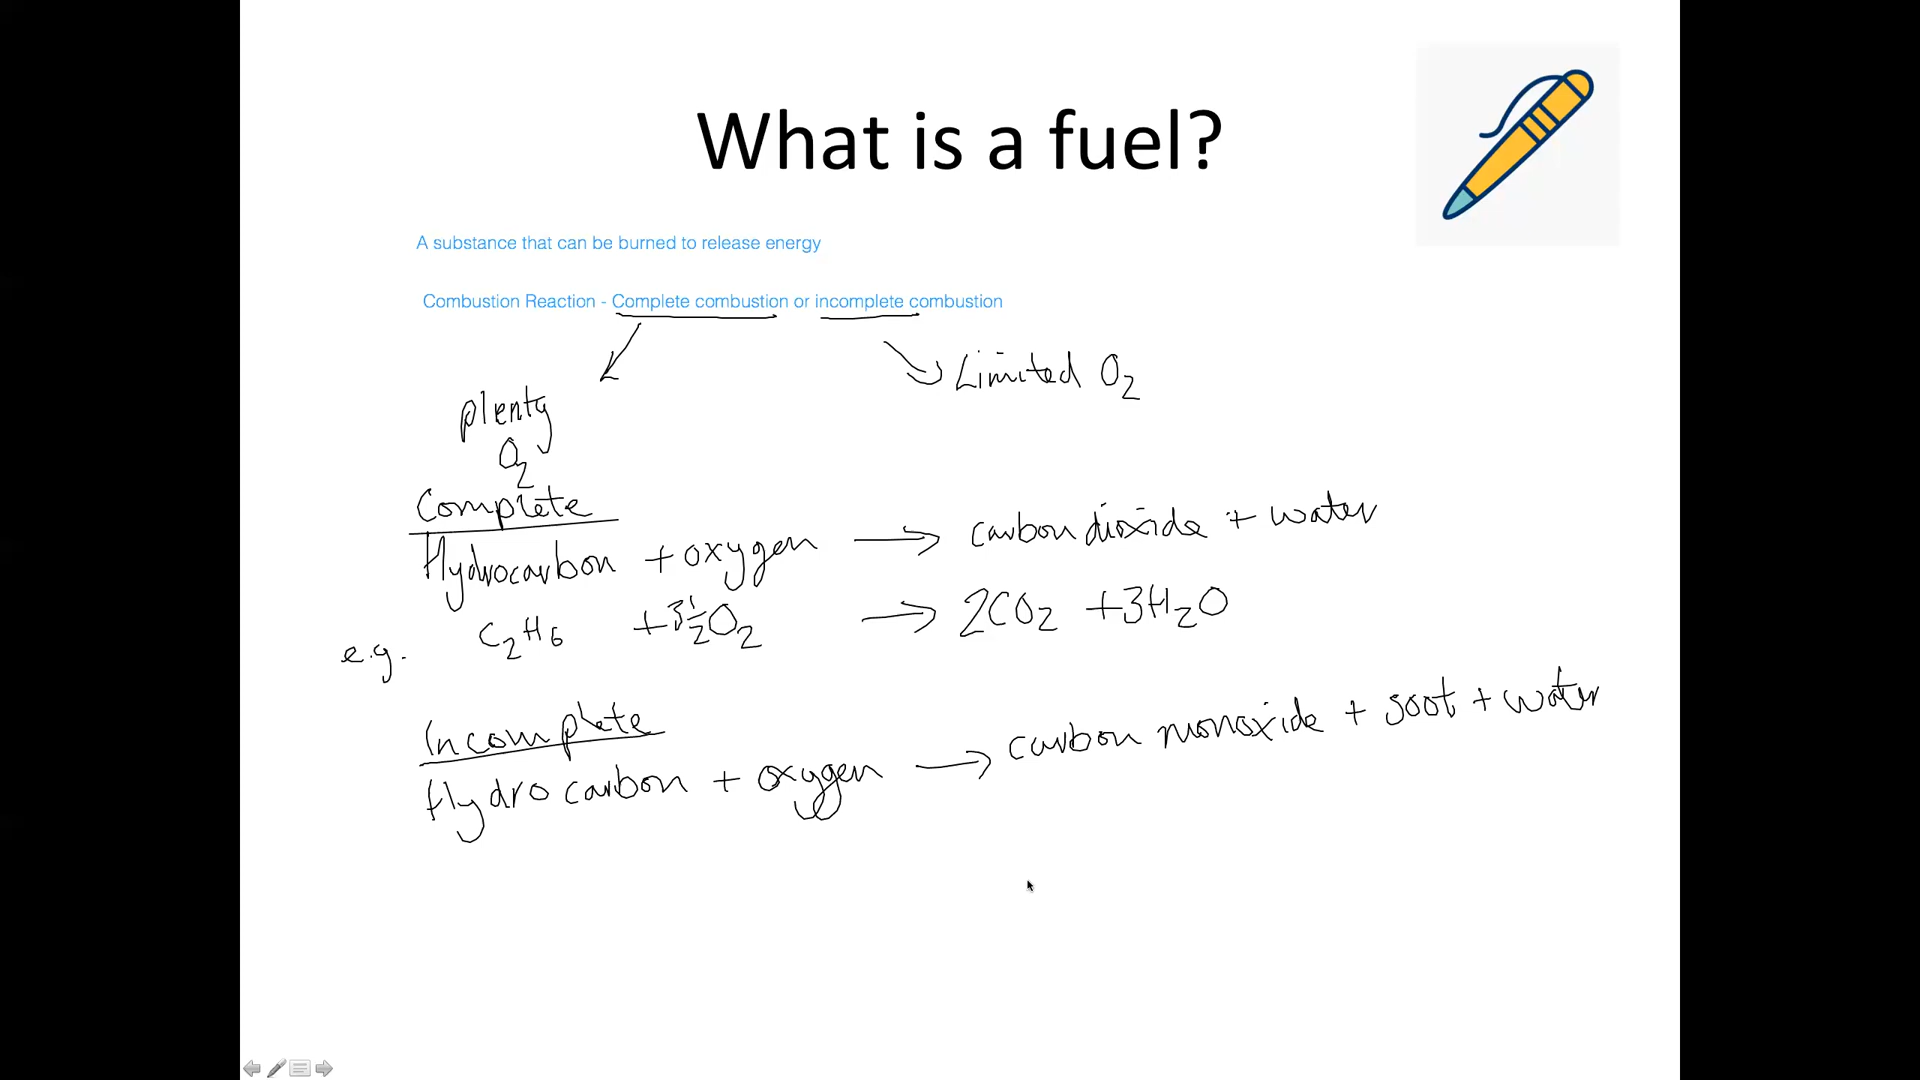 What is a fuel?
A substance that can be burned to release energy
Combustion Reaction - Complete combustion or incomplete combustion
Limited O₂
plenty
O₂
Complete
Hydrocarbon + oxygen → carbon dioxide + water
e.g. C₂H₆ + 3½O₂ → 2CO₂ + 3H₂O
Incomplete
Hydrocarbon + oxygen → carbon monoxide + soot + water